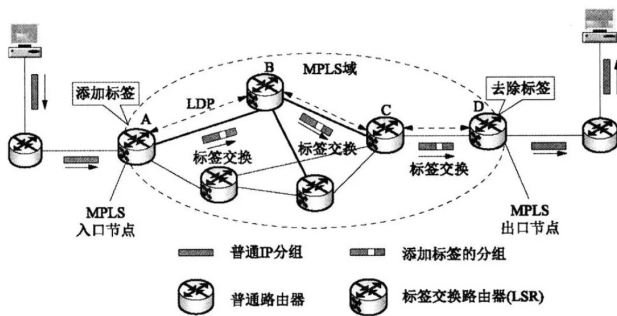 B
MPLS域
添加标签
LDP
A
C
D
去除标签
标签交换
标签交换
标签交换
MPLS
入口节点
MPLS
出口节点
普通IP分组
添加标签的分组
普通路由器
标签交换路由器(LSR)